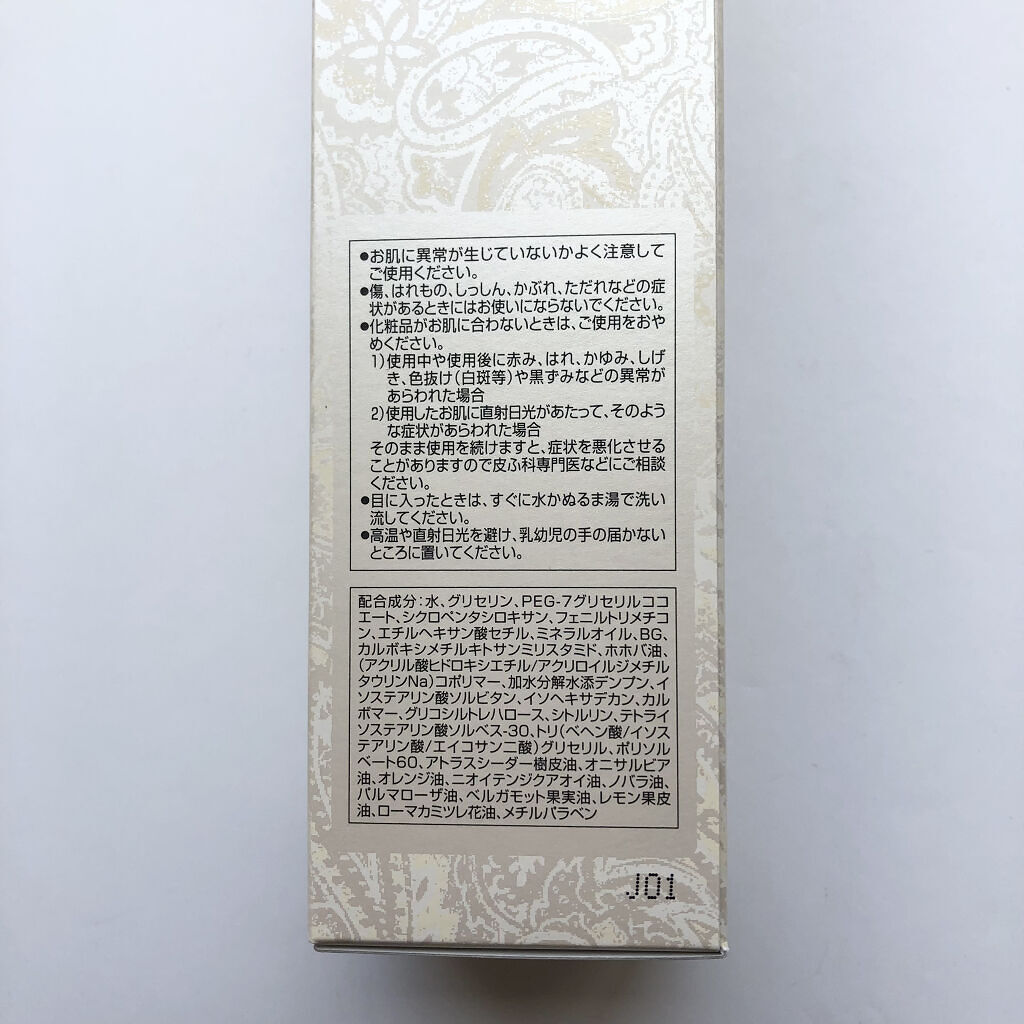 ●お肌に異常が生じていないかよく注意して
ご使用ください。
●傷、はれもの、しっしん、かぶれ、ただれなどの症
状があるときにはお使いにならないでください。
●化粧品がお肌に合わないときは、ご使用をおや
めください。
1)使用中や使用後に赤み、はれ、かゆみ、しげ
き、色抜け(白斑等)や黒ずみなどの異常が
あらわれた場合
2)使用したお肌に直射日光があたって、そのよう
な症状があらわれた場合
そのまま使用を続けますと、症状を悪化させる
ことがありますので皮ふ科専門医などにご相談
ください。
●目に入ったときは、すぐに水かぬるま湯で洗い
流してください。
●高温や直射日光を避け、乳幼児の手の届かない
ところに置いてください。
配合成分:水、グリセリン、PEG-7グリセリルココ
エート、シクロペンタシロキサン、フェニルトリメチコ
ン、エチルヘキサン酸セチル、ミネラルオイル、BG、
カルボキシメチルキトサンミリスタミド、ホホバ油、
(アクリル酸ヒドロキシエチル/アクリロイルジメチル
タウリンNa)コポリマー、加水分解水添デンプン、イ
ソステアリン酸ソルビタン、イソヘキサデカン、カル
ボマー、グリコシルトレハロース、シトルリン、テトライ
ソステアリン酸ソルベス-30、トリ(ベヘン酸/イソス
テアリン酸/エイコサン二酸)グリセリル、ポリソル
ベート60、アトラスシーダー樹皮油、オニサルビア
油、オレンジ油、ニオイテンジクアオイ油、ノバラ油、
パルマローザ油、ベルガモット果実油、レモン果皮
油、ローマカミツレ花油、メチルパラベン
J01